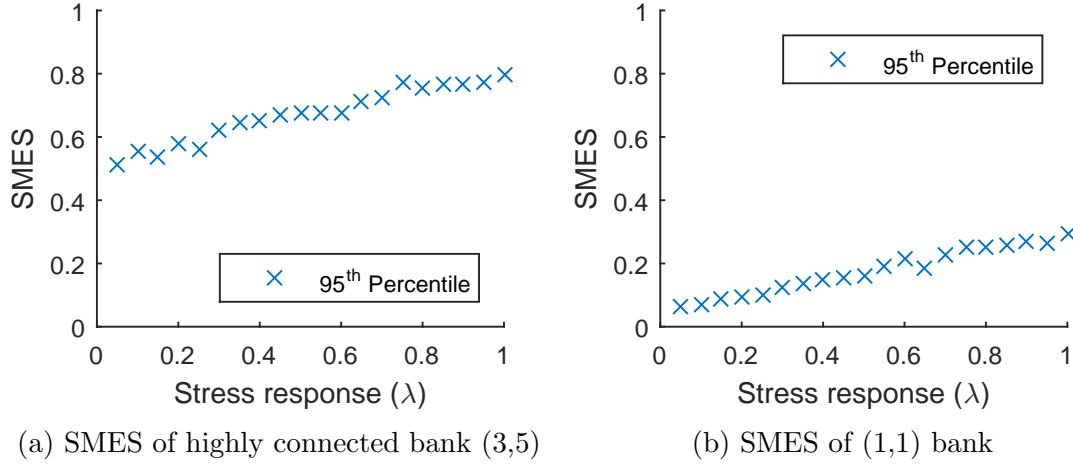 1
0.8
0.6
0.4
0.2
0
SMES
95th Percentile
0 0.2 0.4 0.6 0.8 1
Stress response (λ)
(a) SMES of highly connected bank (3,5)
1
0.8
0.6
0.4
0.2
0
SMES
95th Percentile
0 0.2 0.4 0.6 0.8 1
Stress response (λ)
(b) SMES of (1,1) bank